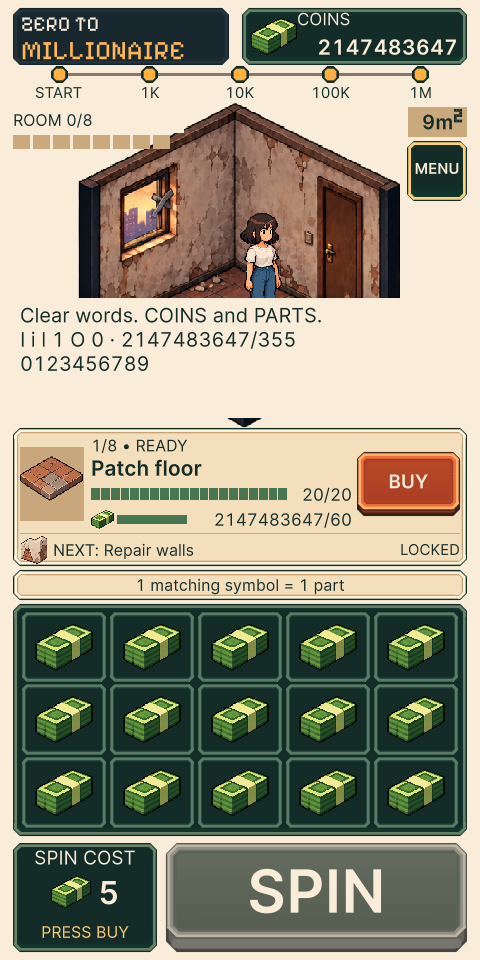 ZERO TO
MILLIONAIRE
COINS
2147483647
START 1K 10K 100K 1M
ROOM 0/8
9m²
MENU
Clear words. COINS and PARTS.
I i l 1 O 0 · 2147483647/355
0123456789
1/8 • READY
Patch floor
20/20
BUY
2147483647/60
NEXT: Repair walls
LOCKED
1 matching symbol = 1 part
SPIN COST
5
PRESS BUY
SPIN